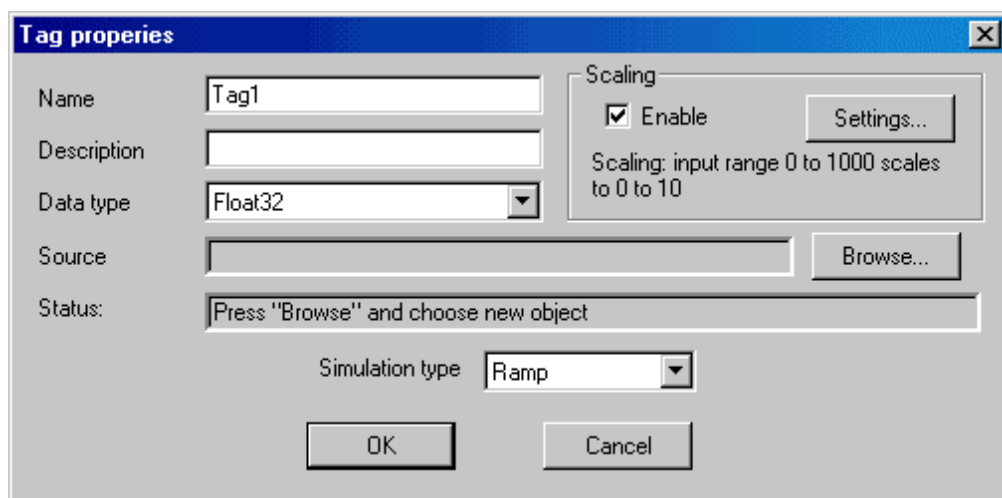 Tag properies
Name
Tag1
Description
Data type
Float32
Scaling
Enable
Settings...
Scaling: input range 0 to 1000 scales
to 0 to 10
Source
Browse...
Status:
Press "Browse" and choose new object
Simulation type
Ramp
OK
Cancel